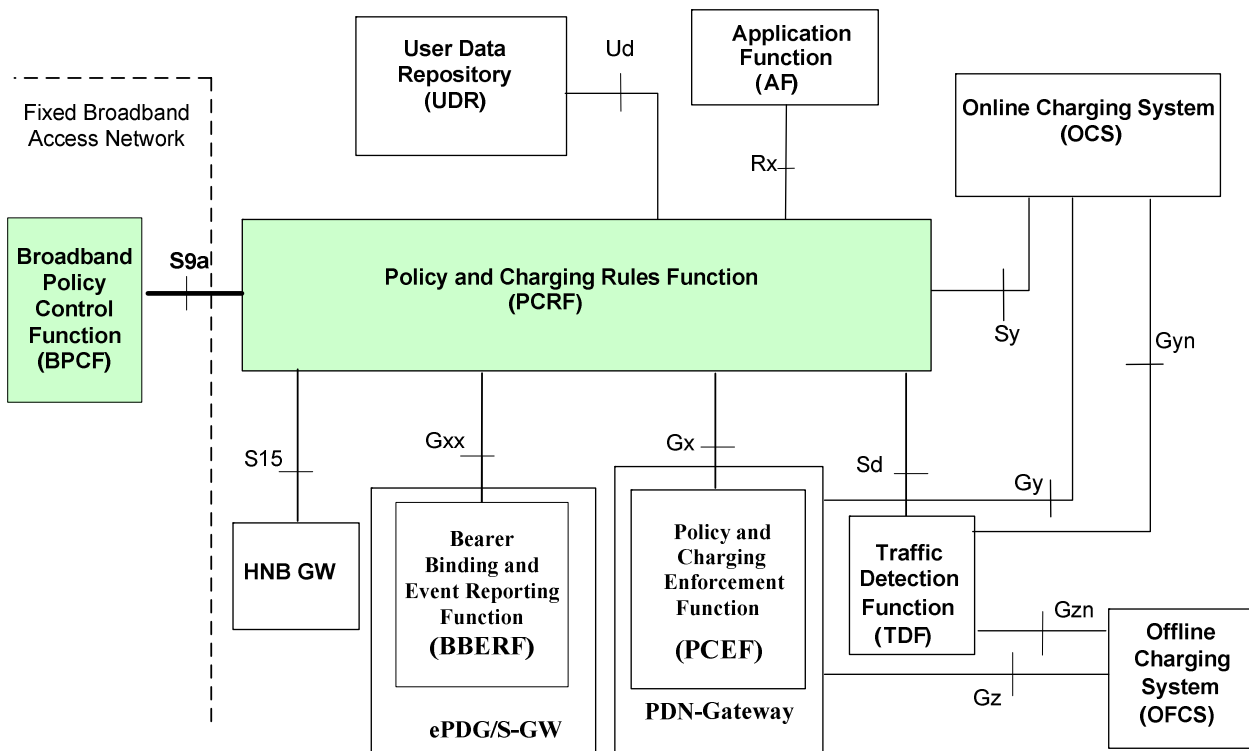 User Data
Repository
(UDR)
Ud
Application
Function
(AF)
Fixed Broadband
Access Network
Online Charging System
(OCS)
Rx
Broadband
Policy
Control
Function
(BPCF)
S9a
Policy and Charging Rules Function
(PCRF)
Sy
Gyn
S15
Gxx
Gx
Sd
Gy
HNB GW
Bearer
Binding and
Event Reporting
Function
(BBERF)
ePDG/S-GW
Policy and
Charging
Enforcement
Function
(PCEF)
PDN-Gateway
Traffic
Detection
Function
(TDF)
Gzn
Gz
Offline
Charging
System
(OFCS)